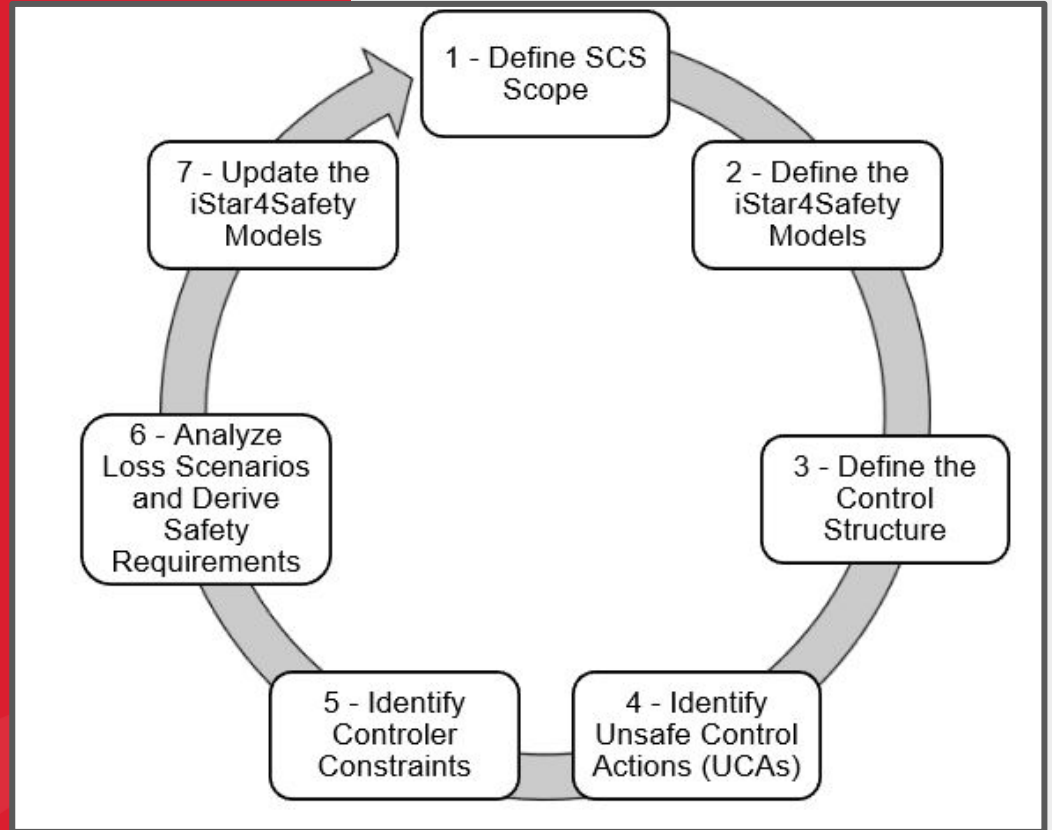 1 - Define SCS
Scope
2 - Define the
iStar4Safety
Models
3 - Define the
Control
Structure
4 - Identify
Unsafe Control
Actions (UCAs)
5 - Identify
Controler
Constraints
6 - Analyze
Loss Scenarios
and Derive
Safety
Requirements
7 - Update the
iStar4Safety
Models